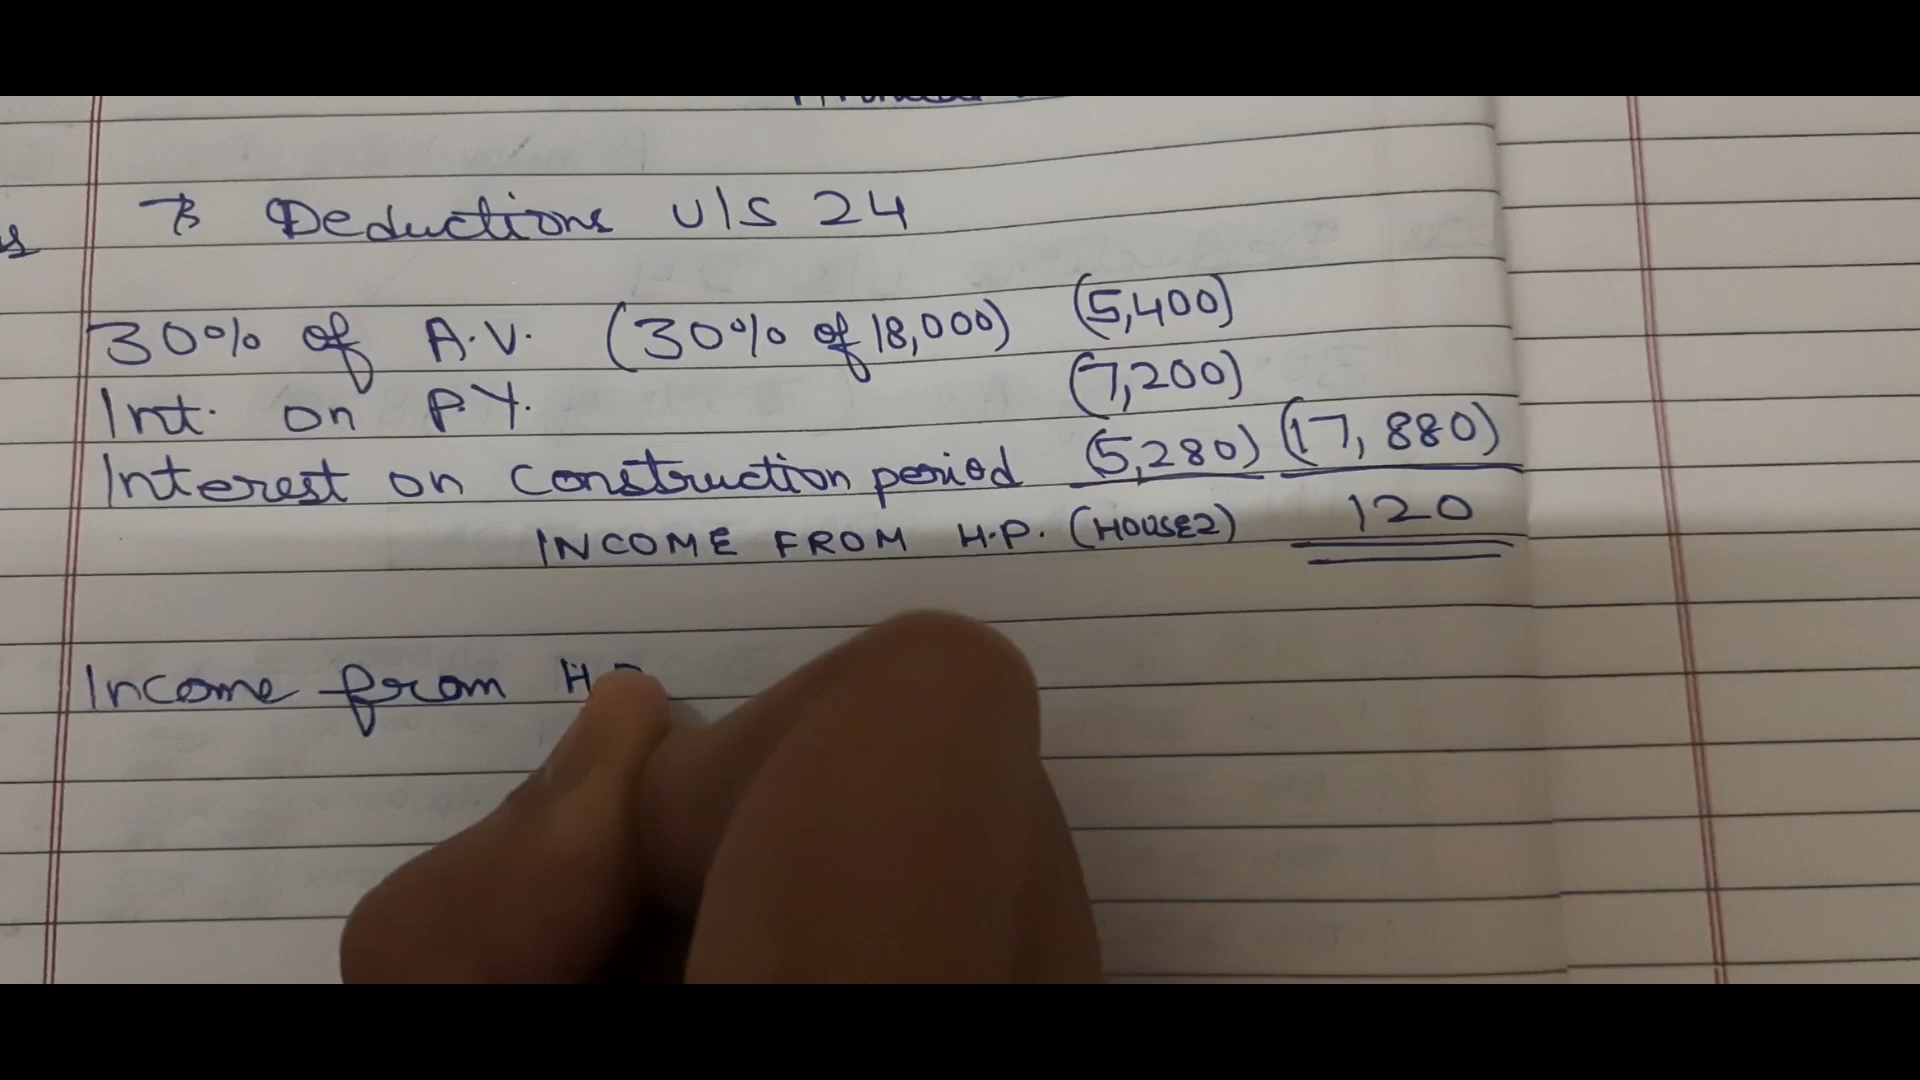 Deductions U/S 24
30% of A.V. (30% of 18,000) (5,400)
Int. on P.Y. (7,200)
Interest on construction period (5,280) (17,880)
INCOME FROM H.P. (HOUSE2) 120
Income from H